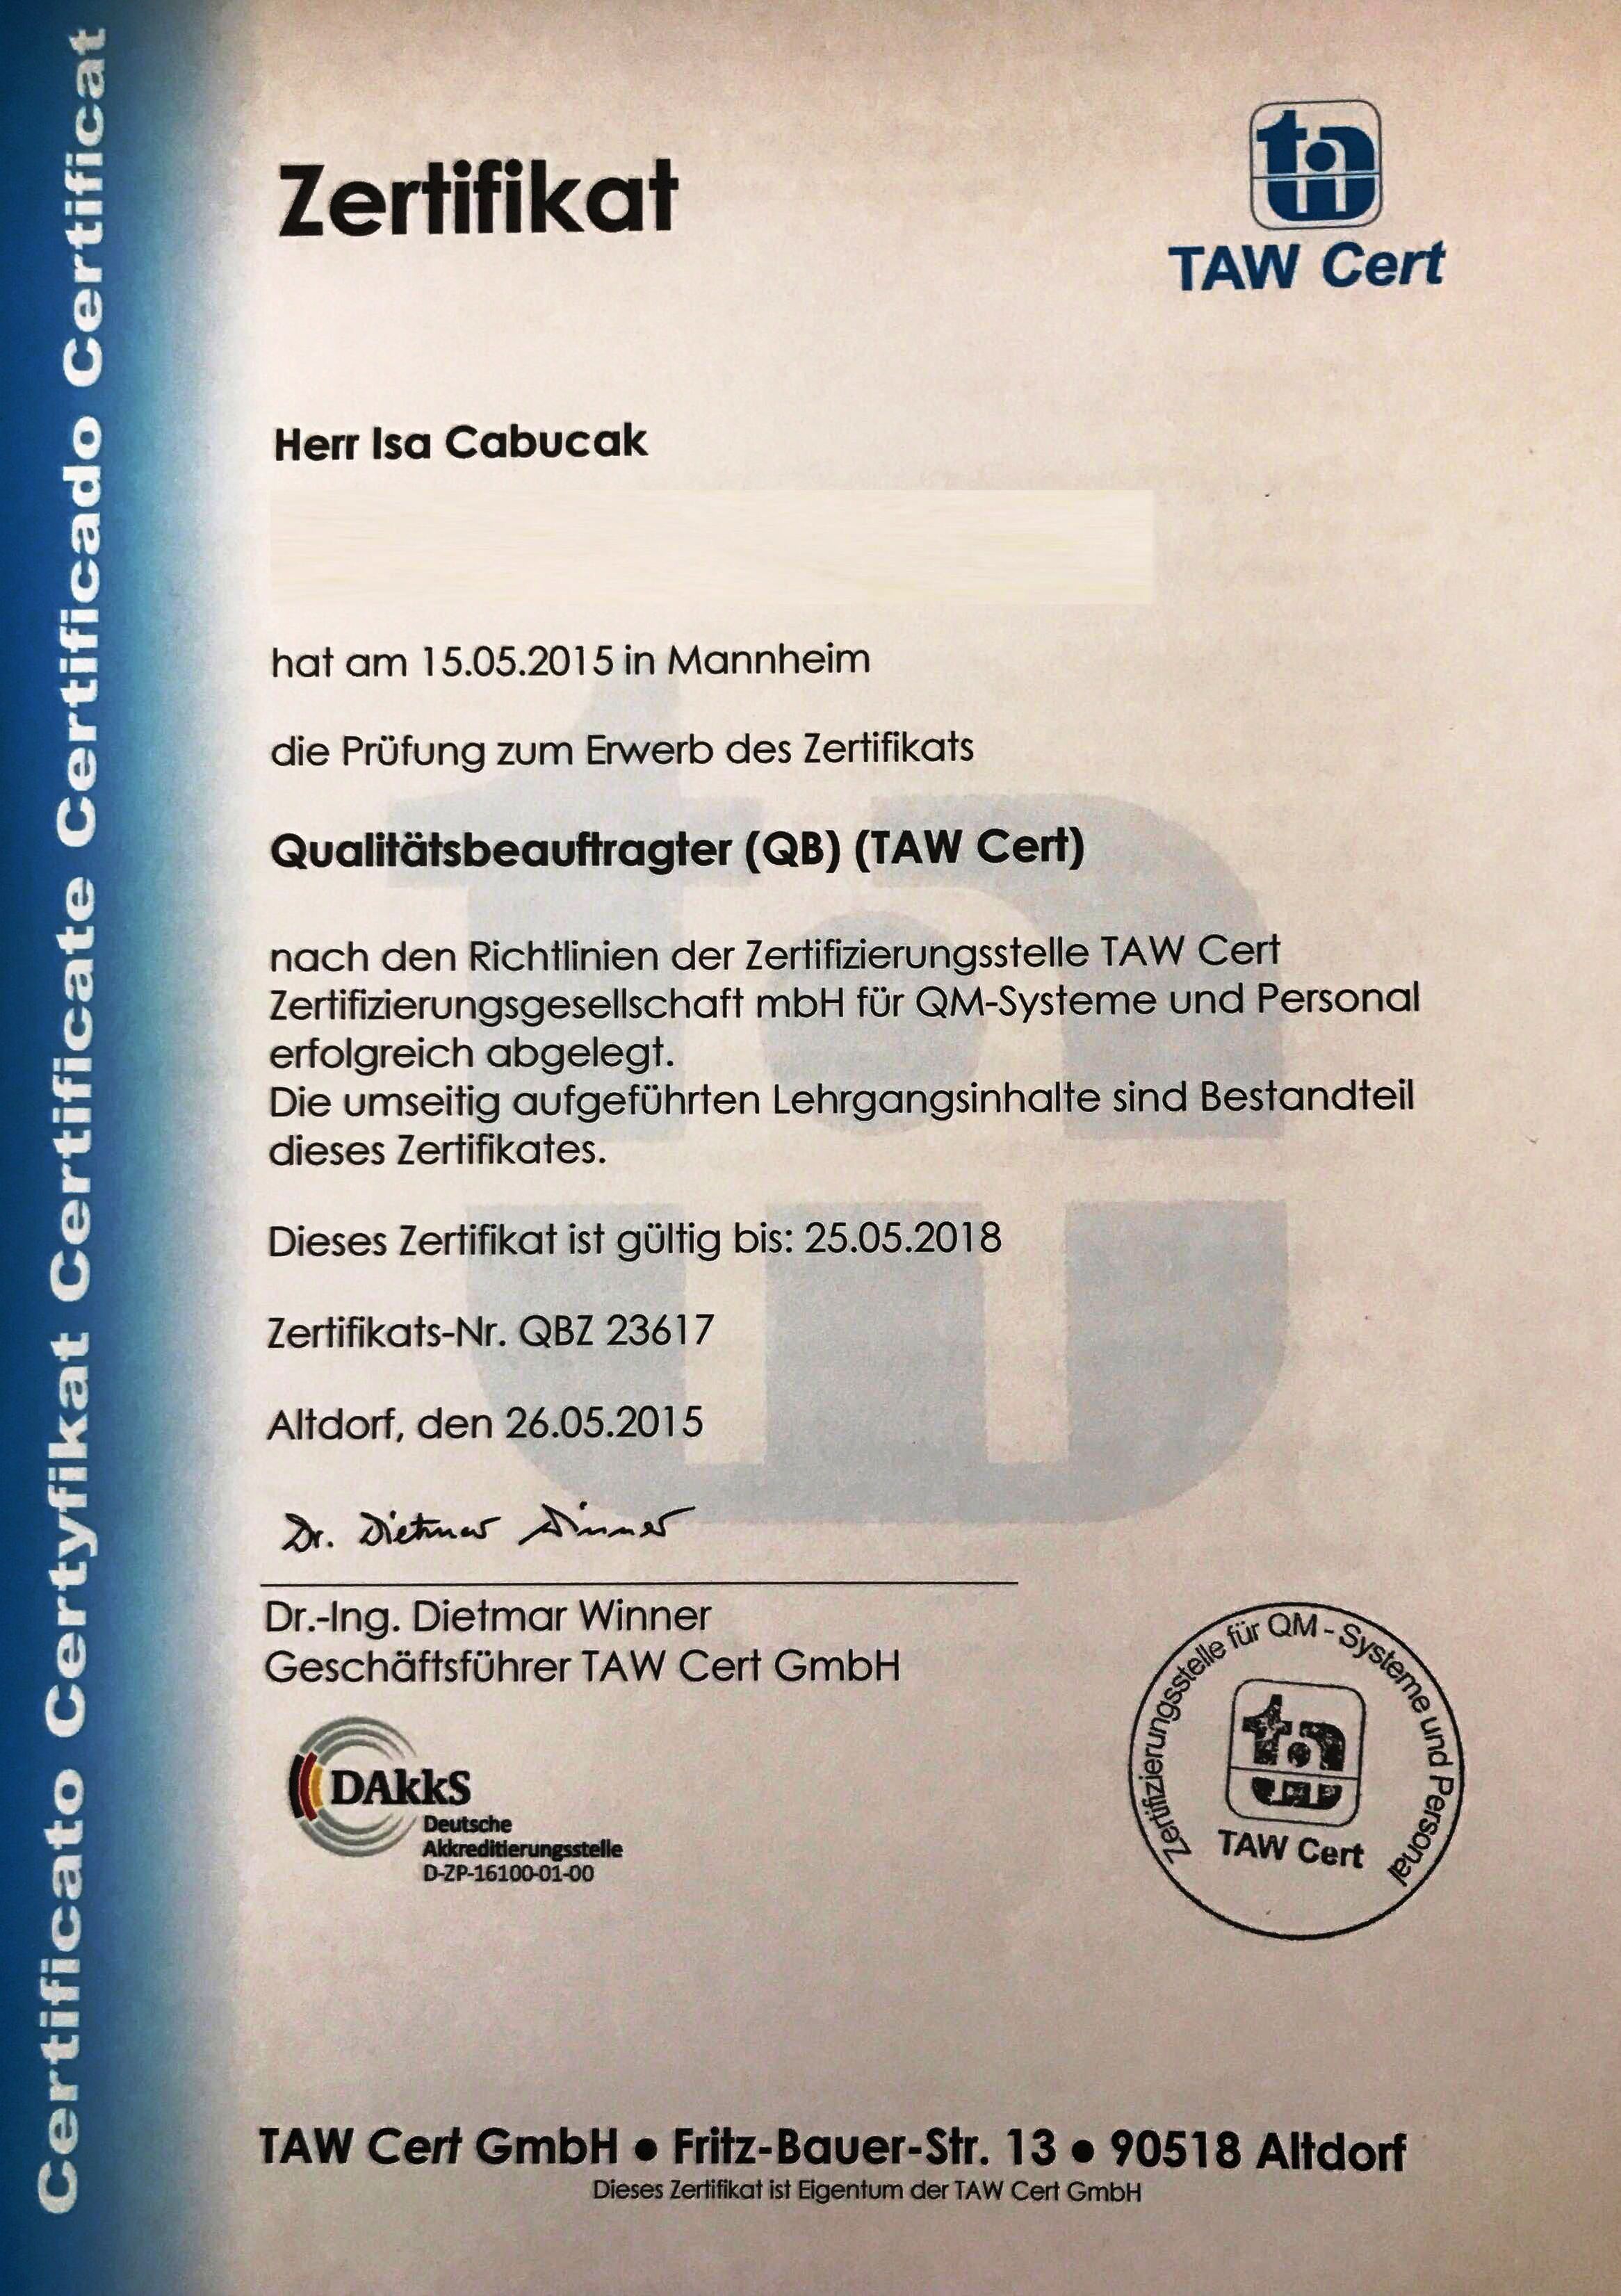 Certificato Certyfikat Certificate Certificado Certificat
Zertifikat
TAW Cert
Herr Isa Cabucak
hat am 15.05.2015 in Mannheim
die Prüfung zum Erwerb des Zertifikats
Qualitätsbeauftragter (QB) (TAW Cert)
nach den Richtlinien der Zertifizierungsstelle TAW Cert
Zertifizierungsgesellschaft mbH für QM-Systeme und Personal
erfolgreich abgelegt.
Die umseitig aufgeführten Lehrgangsinhalte sind Bestandteil
dieses Zertifikates.
Dieses Zertifikat ist gültig bis: 25.05.2018
Zertifikats-Nr. QBZ 23617
Altdorf, den 26.05.2015
Dr. Dietmar Winner
Dr.-Ing. Dietmar Winner
Geschäftsführer TAW Cert GmbH
DAkkS
Deutsche
Akkreditierungsstelle
D-ZP-16100-01-00
Zertifizierungsstelle für QM - Systeme und Personal
TAW Cert
TAW Cert GmbH ● Fritz-Bauer-Str. 13 ● 90518 Altdorf
Dieses Zertifikat ist Eigentum der TAW Cert GmbH